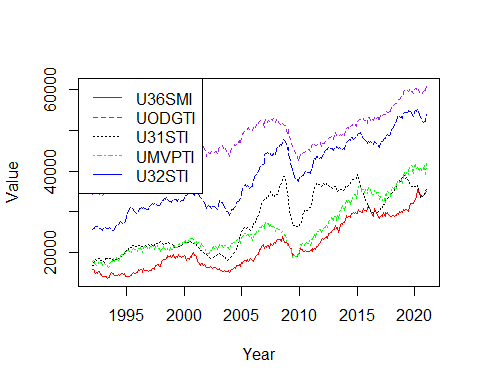 U36SMI
UODGTI
U31STI
UMVPTI
U32STI
Value
20000
40000
60000
1995
2000
2005
2010
2015
2020
Year